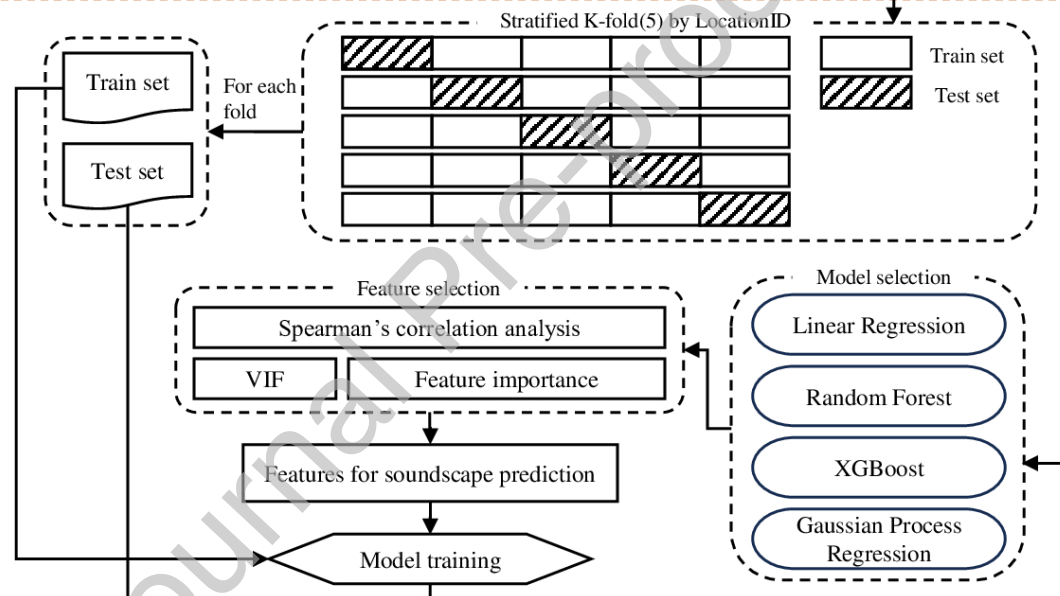 Stratified K-fold(5) by LocationID
Train set
Test set
For each
fold
Train set
Test set
Feature selection
Spearman's correlation analysis
VIF
Feature importance
Features for soundscape prediction
Model training
Model selection
Linear Regression
Random Forest
XGBoost
Gaussian Process
Regression
ournal Pre-pro